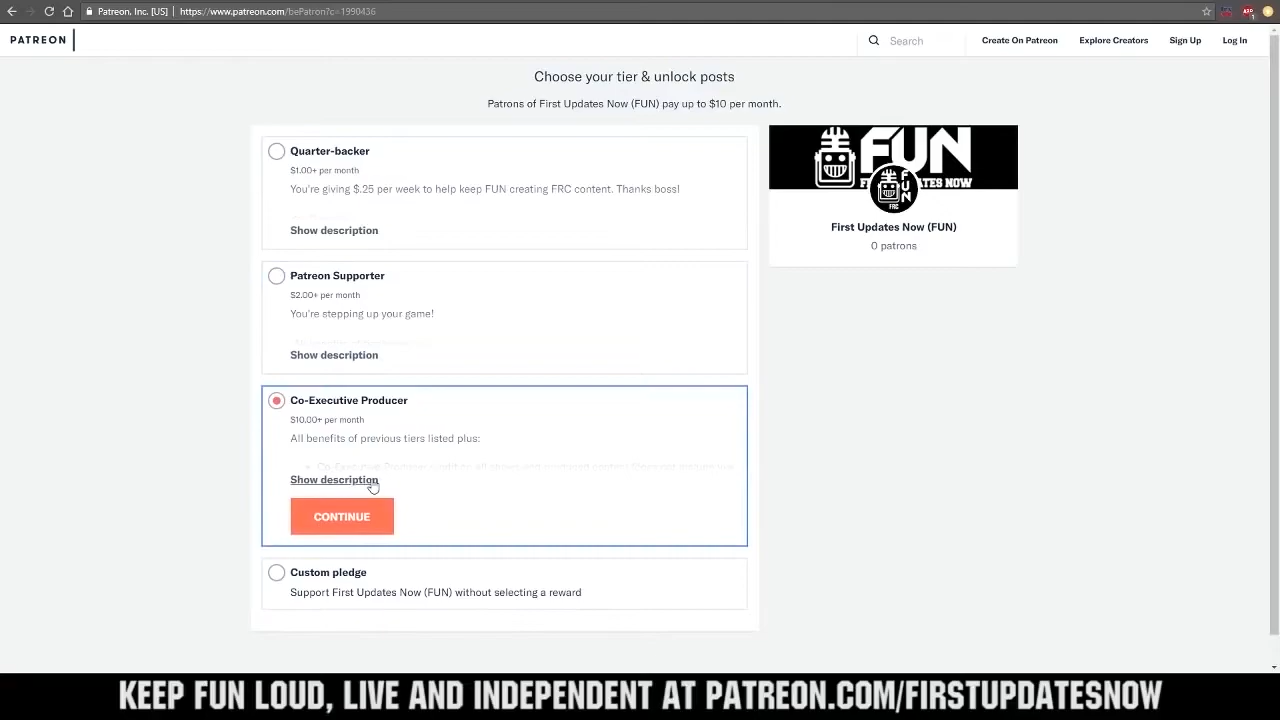 Patreon, Inc. [US] | https://www.patreon.com/bePatron?c=1990436
PATREON
Search
Create On Patreon
Explore Creators
Sign Up
Log In
Choose your tier & unlock posts
Patrons of First Updates Now (FUN) pay up to $10 per month.
Quarter-backer
$1.00+ per month
You're giving $.25 per week to help keep FUN creating FRC content. Thanks boss!
Show description
Patreon Supporter
$2.00+ per month
You're stepping up your game!
Show description
Co-Executive Producer
$10.00+ per month
All benefits of previous tiers listed plus:
Show description
CONTINUE
Custom pledge
Support First Updates Now (FUN) without selecting a reward
FUN
FUN
FRC
First Updates Now (FUN)
0 patrons
KEEP FUN LOUD, LIVE AND INDEPENDENT AT PATREON.COM/FIRSTUPDATESNOW